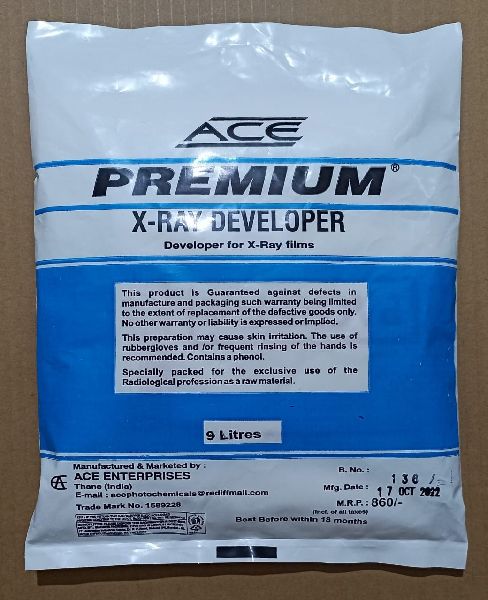 ACE
PREMIUM®
X-RAY DEVELOPER
Developer for X-Ray films
This product is Guaranteed against defects in
manufacture and packaging such warranty being limited
to the extent of replacement of the defective goods only.
No other warranty or liability is expressed or implied.
This preparation may cause skin irritation. The use of
rubbergloves and /or frequent rinsing of the hands is
recommended. Contains a phenol.
Specially packed for the exclusive use of the
Radiological profession as a raw material.
9 Litres
Manufactured & Marketed by :
ACE ENTERPRISES
Thane (India)
E-mail : acephotochemicals@rediffmail.com
Trade Mark No. 1589228
B. No. : 138
Mfg. Date : 17 OCT 2022
M.R.P. : 860/-
(Incl. of all taxes)
Best Before within 18 months